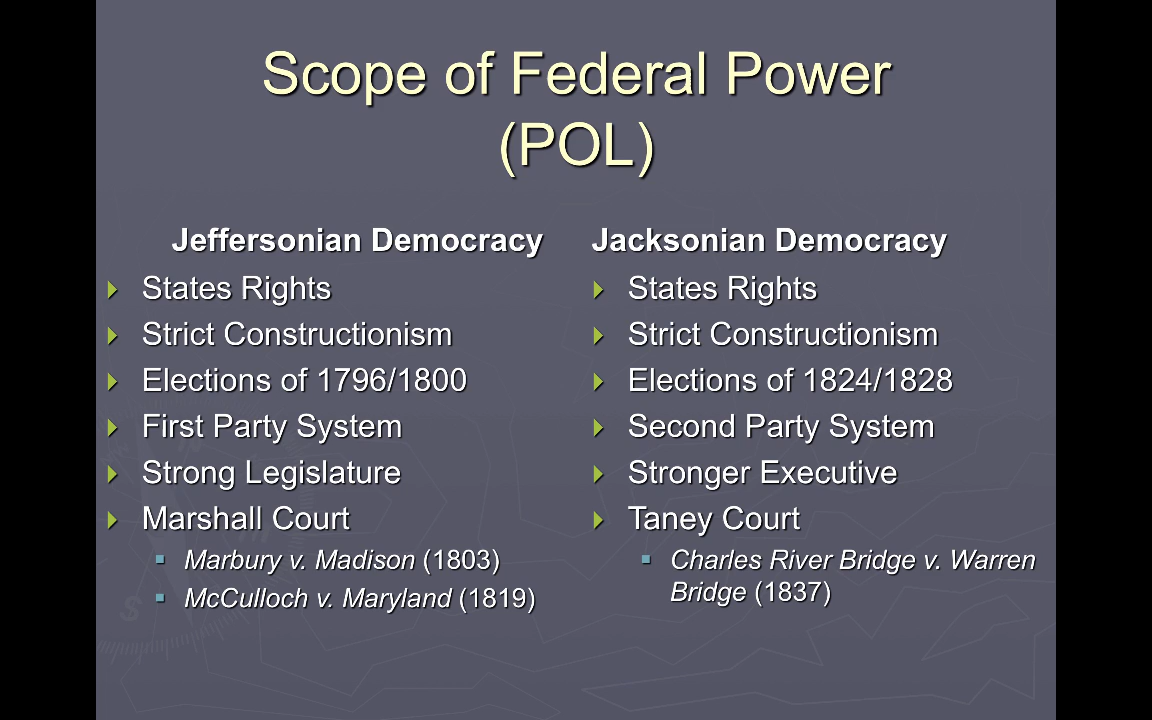 Scope of Federal Power
(POL)
Jeffersonian Democracy
States Rights
Strict Constructionism
Elections of 1796/1800
First Party System
Strong Legislature
Marshall Court
Marbury v. Madison (1803)
McCulloch v. Maryland (1819)
Jacksonian Democracy
States Rights
Strict Constructionism
Elections of 1824/1828
Second Party System
Stronger Executive
Taney Court
Charles River Bridge v. Warren
Bridge (1837)
S